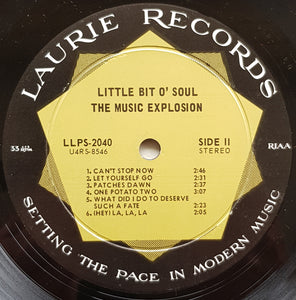 LAURIE RECORDS
LITTLE BIT O' SOUL
THE MUSIC EXPLOSION
LLPS-2040
U4RS-8546
SIDE II
STEREO
33 1/3
RIAA
1. CAN'T STOP NOW 2:46
2. LET YOURSELF GO 2:31
3. PATCHES DAWN 2:37
4. ONE POTATO TWO 3:07
5. WHAT DID I DO TO DESERVE
SUCH A FATE 2:23
6. (HEY) LA, LA, LA 2:05
SETTING THE PACE IN MODERN MUSIC